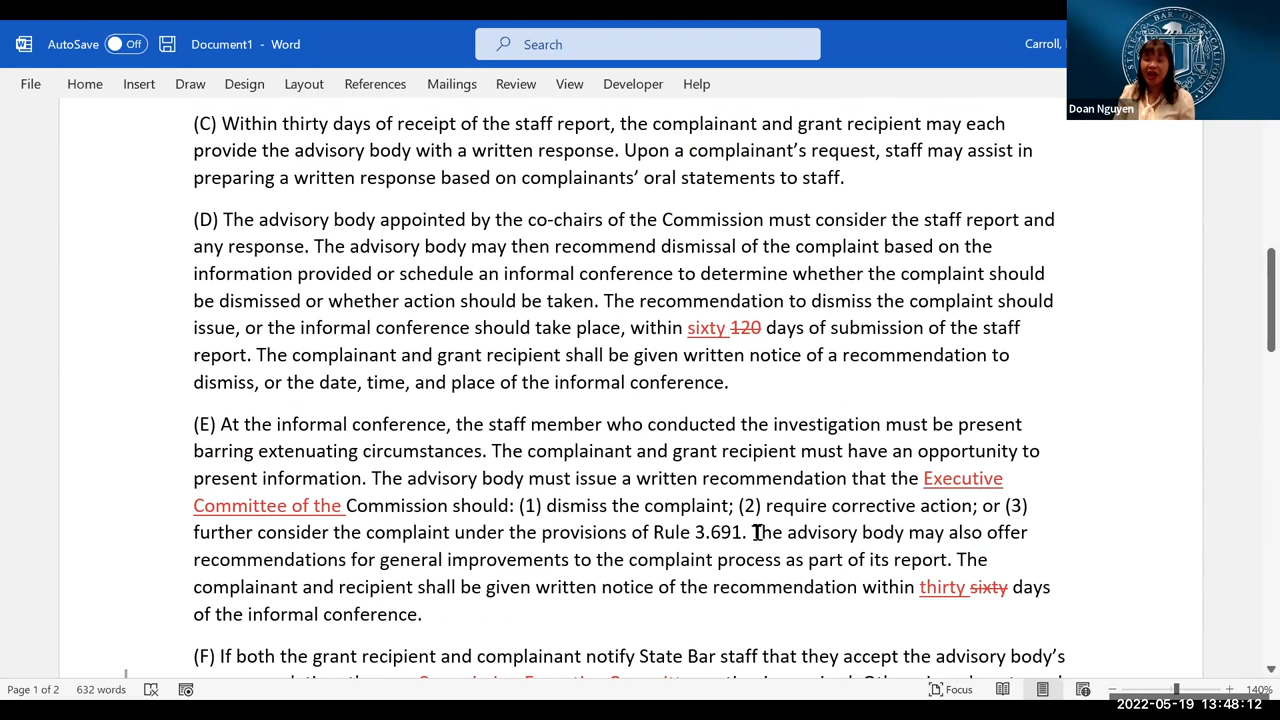 AutoSave Off Document1 - Word Search Carroll,
File Home Insert Draw Design Layout References Mailings Review View Developer Help
STATE BAR OF CALIFORNIA
Doan Nguyen
(C) Within thirty days of receipt of the staff report, the complainant and grant recipient may each
provide the advisory body with a written response. Upon a complainant’s request, staff may assist in
preparing a written response based on complainants’ oral statements to staff.
(D) The advisory body appointed by the co-chairs of the Commission must consider the staff report and
any response. The advisory body may then recommend dismissal of the complaint based on the
information provided or schedule an informal conference to determine whether the complaint should
be dismissed or whether action should be taken. The recommendation to dismiss the complaint should
issue, or the informal conference should take place, within sixty 120 days of submission of the staff
report. The complainant and grant recipient shall be given written notice of a recommendation to
dismiss, or the date, time, and place of the informal conference.
(E) At the informal conference, the staff member who conducted the investigation must be present
barring extenuating circumstances. The complainant and grant recipient must have an opportunity to
present information. The advisory body must issue a written recommendation that the Executive
Committee of the Commission should: (1) dismiss the complaint; (2) require corrective action; or (3)
further consider the complaint under the provisions of Rule 3.691. The advisory body may also offer
recommendations for general improvements to the complaint process as part of its report. The
complainant and recipient shall be given written notice of the recommendation within thirty sixty days
of the informal conference.
(F) If both the grant recipient and complainant notify State Bar staff that they accept the advisory body’s
Page 1 of 2 632 words Focus 140%
2022-05-19 13:48:12